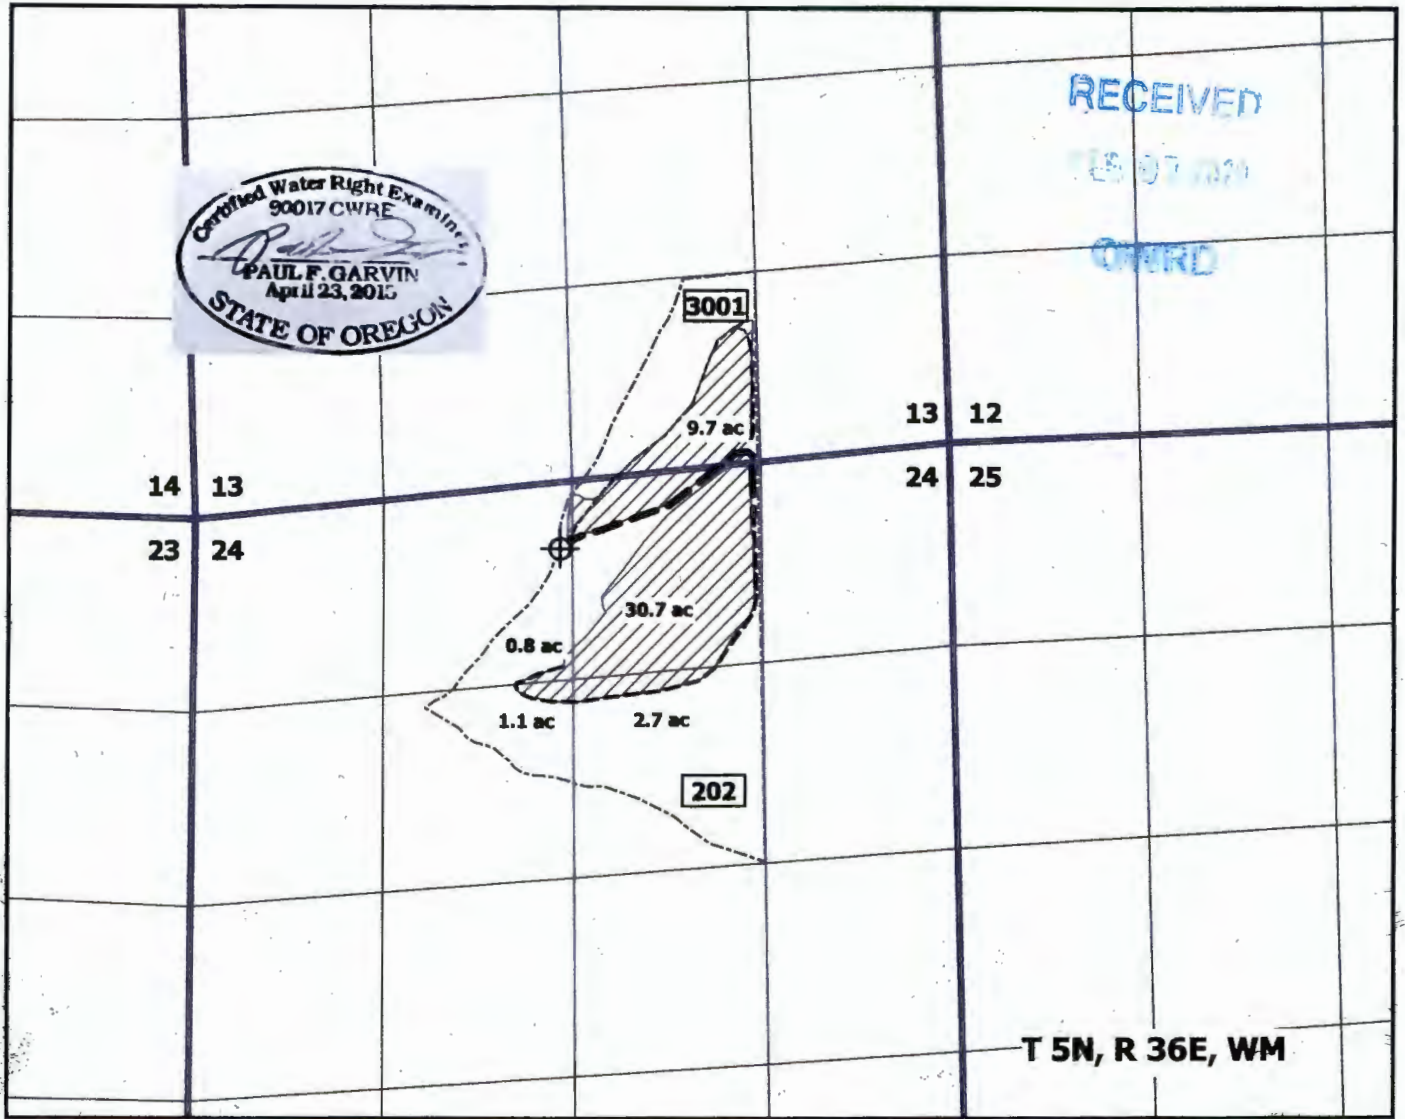 RECEIVED
OWRD
Certified Water Right Examiner
90017 CWRE
PAUL F. GARVIN
April 23, 2015
STATE OF OREGON
3001
9.7 ac
13 12
24 25
14 13
23 24
30.7 ac
0.8 ac
1.1 ac
2.7 ac
202
T 5N, R 36E, WM